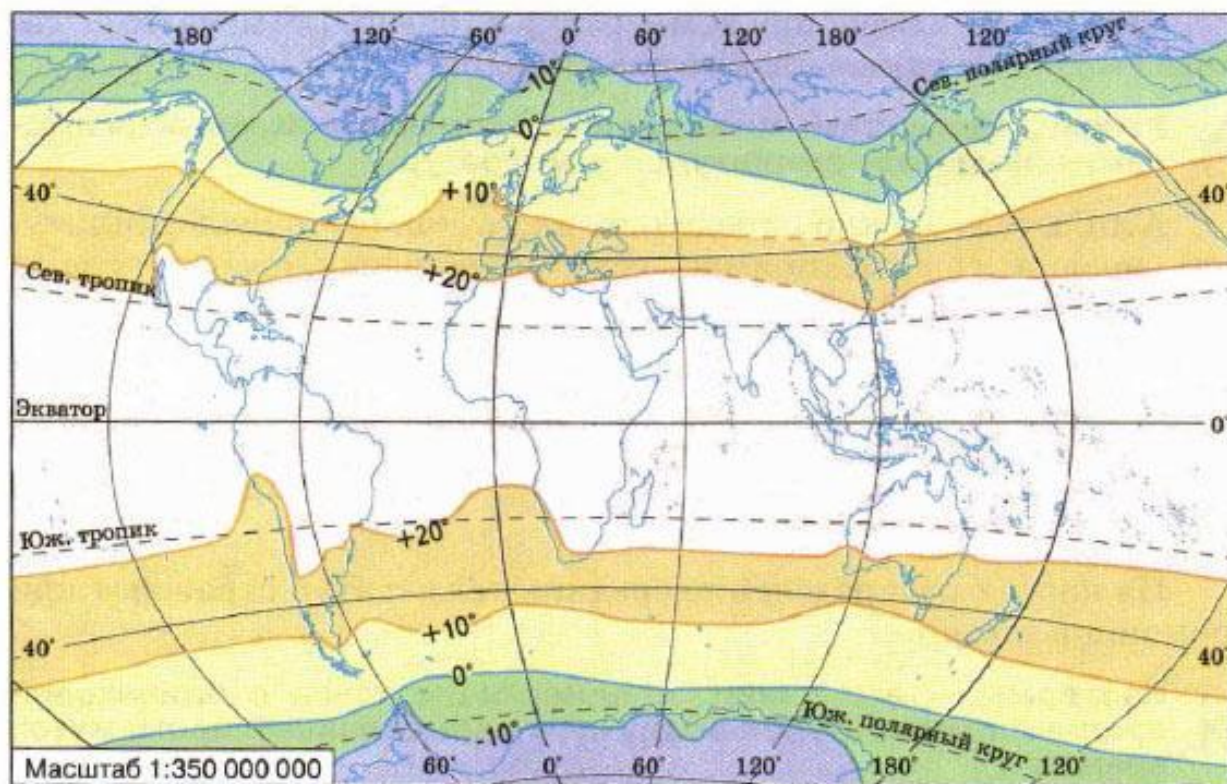 180° 120° 60° 0° 60° 120° 180° 120°
Сев. полярный круг
-10°
0°
40° +10° 40°
+20°
Сев. тропик
Экватор 0°
Юж. тропик
+20°
+10°
40° 40°
0°
Юж. полярный круг
-10°
60° 0° 60° 120° 180° 120°
Масштаб 1:350 000 000